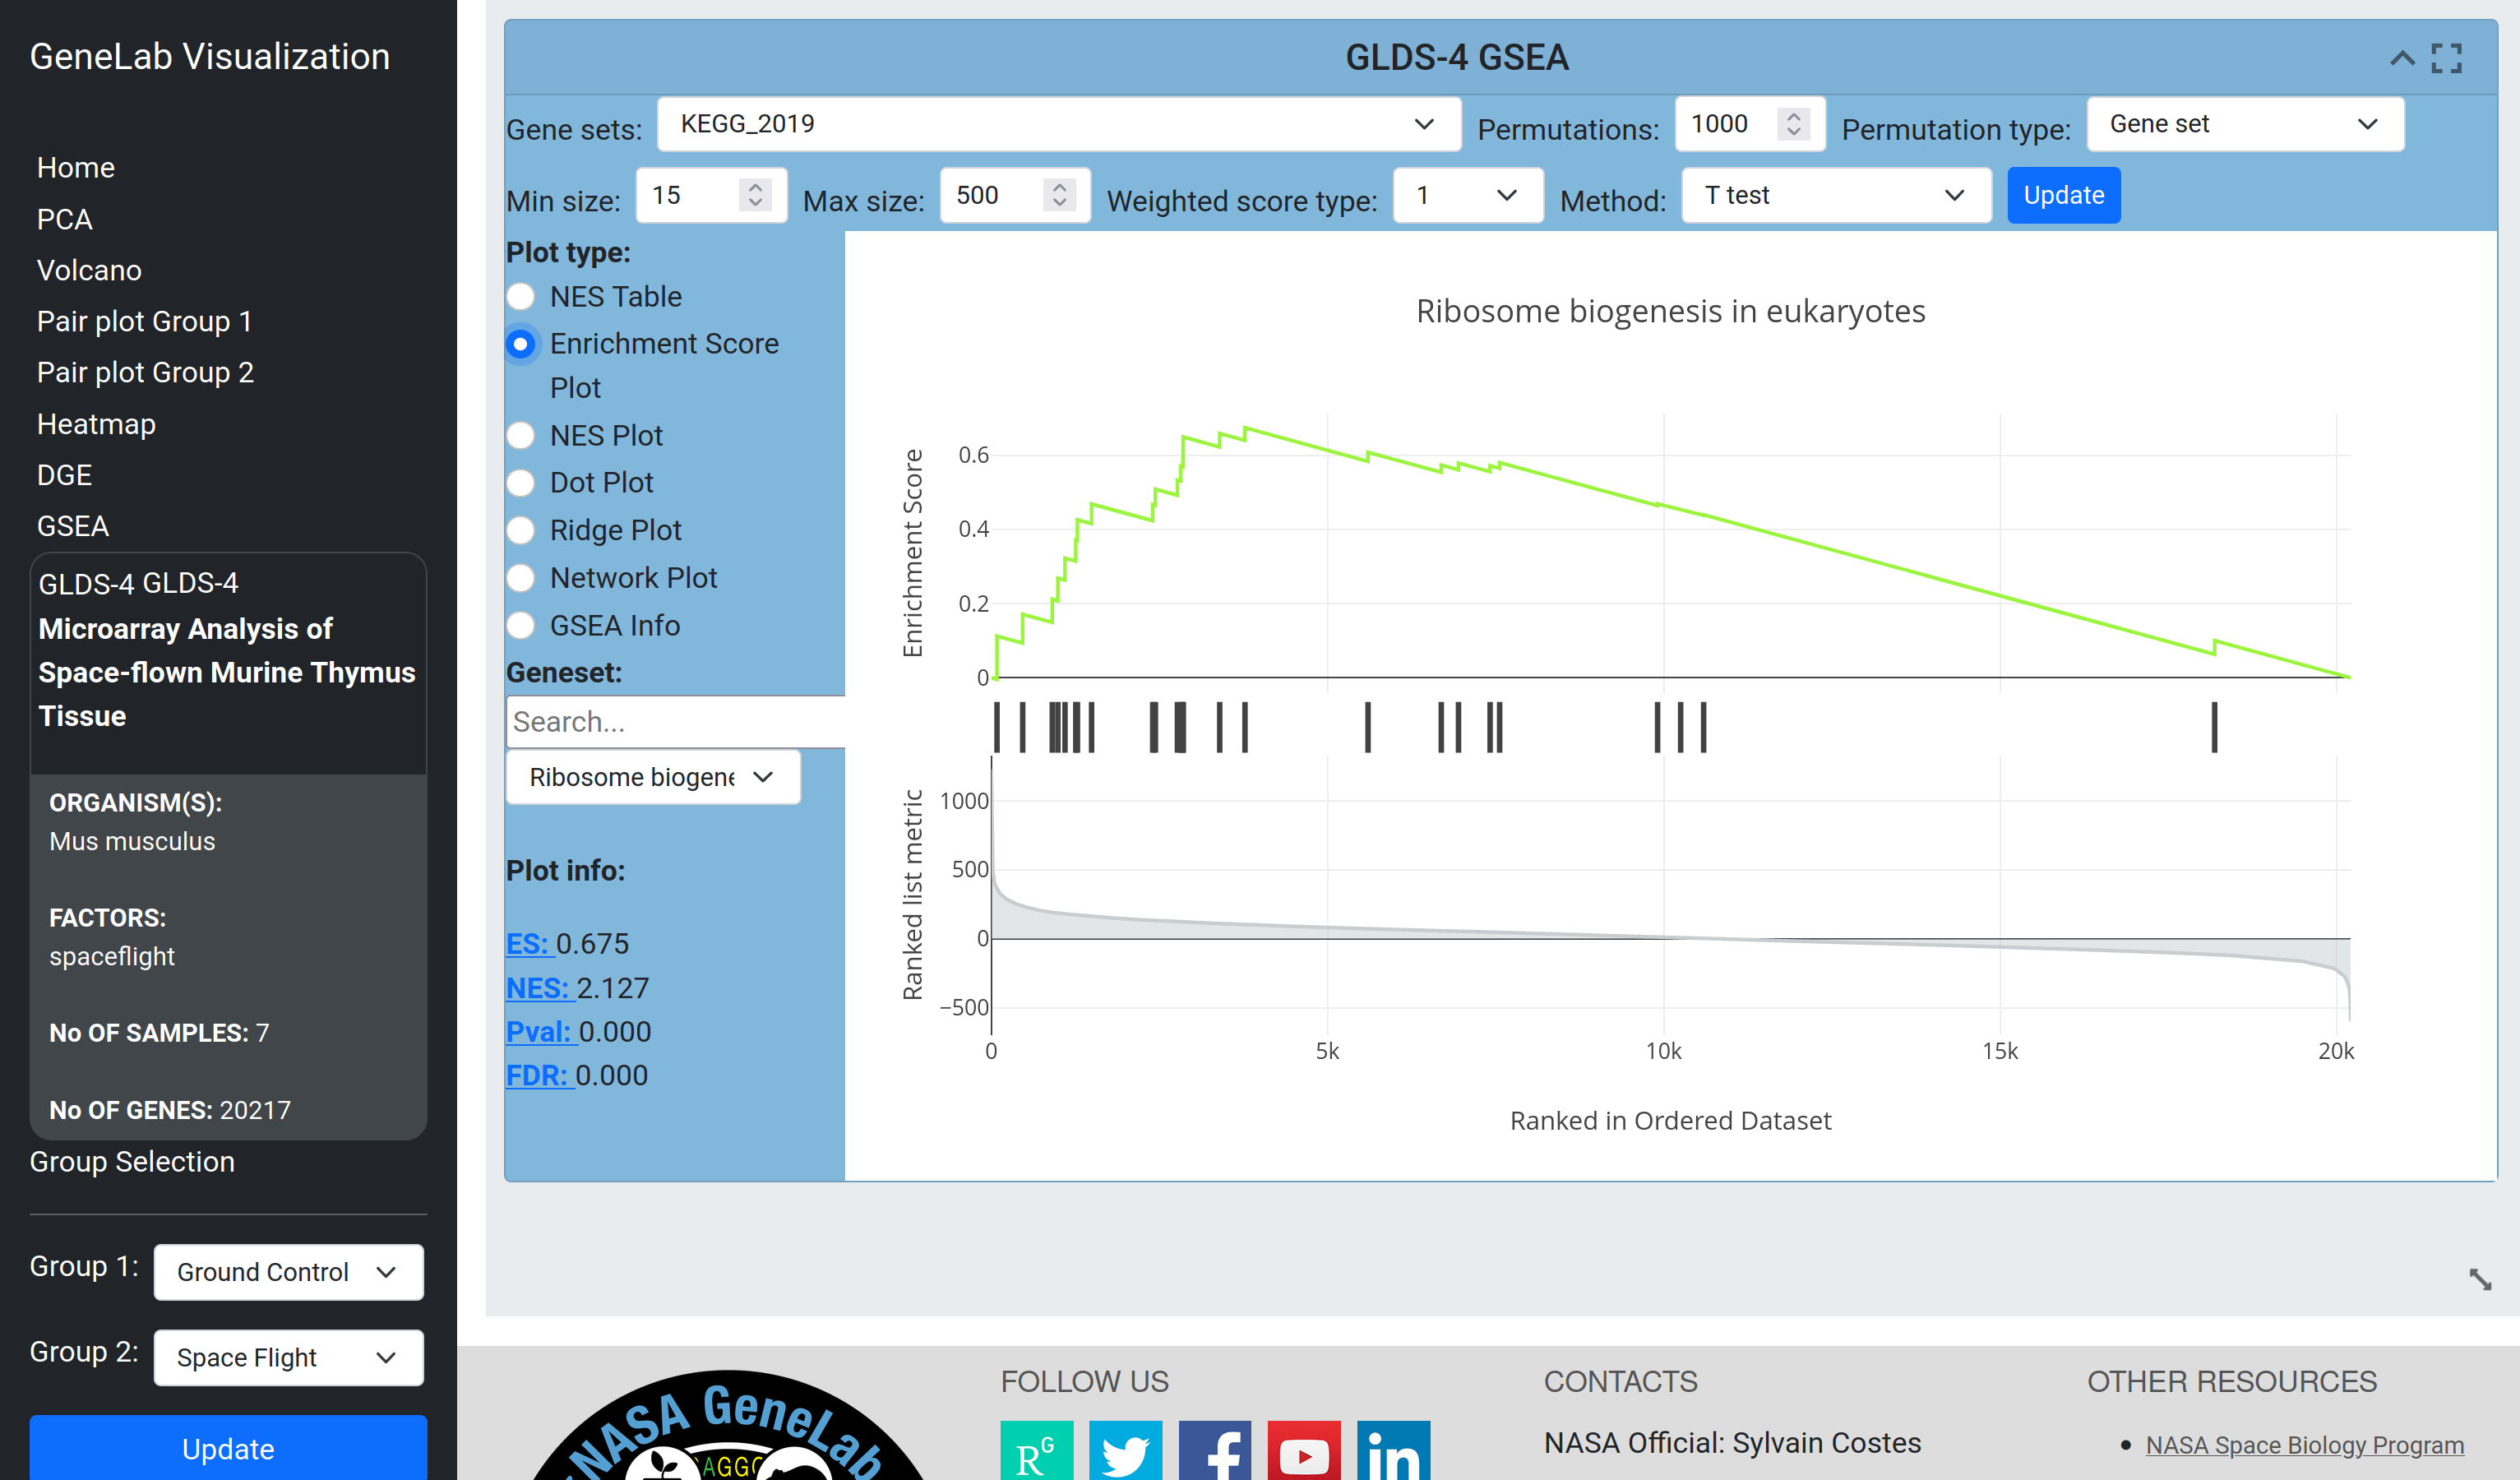 GeneLab Visualization
Home
PCA
Volcano
Pair plot Group 1
Pair plot Group 2
Heatmap
DGE
GSEA
GLDS-4 GLDS-4
Microarray Analysis of
Space-flown Murine Thymus
Tissue
ORGANISM(S):
Mus musculus
FACTORS:
spaceflight
No OF SAMPLES: 7
No OF GENES: 20217
Group Selection
Group 1: Ground Control
Group 2: Space Flight
Update
GLDS-4 GSEA
Gene sets: KEGG_2019 Permutations: 1000 Permutation type: Gene set
Min size: 15 Max size: 500 Weighted score type: 1 Method: T test Update
Plot type:
NES Table
Enrichment Score
Plot
NES Plot
Dot Plot
Ridge Plot
Network Plot
GSEA Info
Geneset:
Search...
Ribosome biogene
Plot info:
ES: 0.675
NES: 2.127
Pval: 0.000
FDR: 0.000
Ribosome biogenesis in eukaryotes
Enrichment Score
0.6
0.4
0.2
0
Ranked list metric
1000
500
0
−500
0 5k 10k 15k 20k
Ranked in Ordered Dataset
NASA GeneLab
AGGC
FOLLOW US
RG
f
in
CONTACTS
NASA Official: Sylvain Costes
OTHER RESOURCES
NASA Space Biology Program